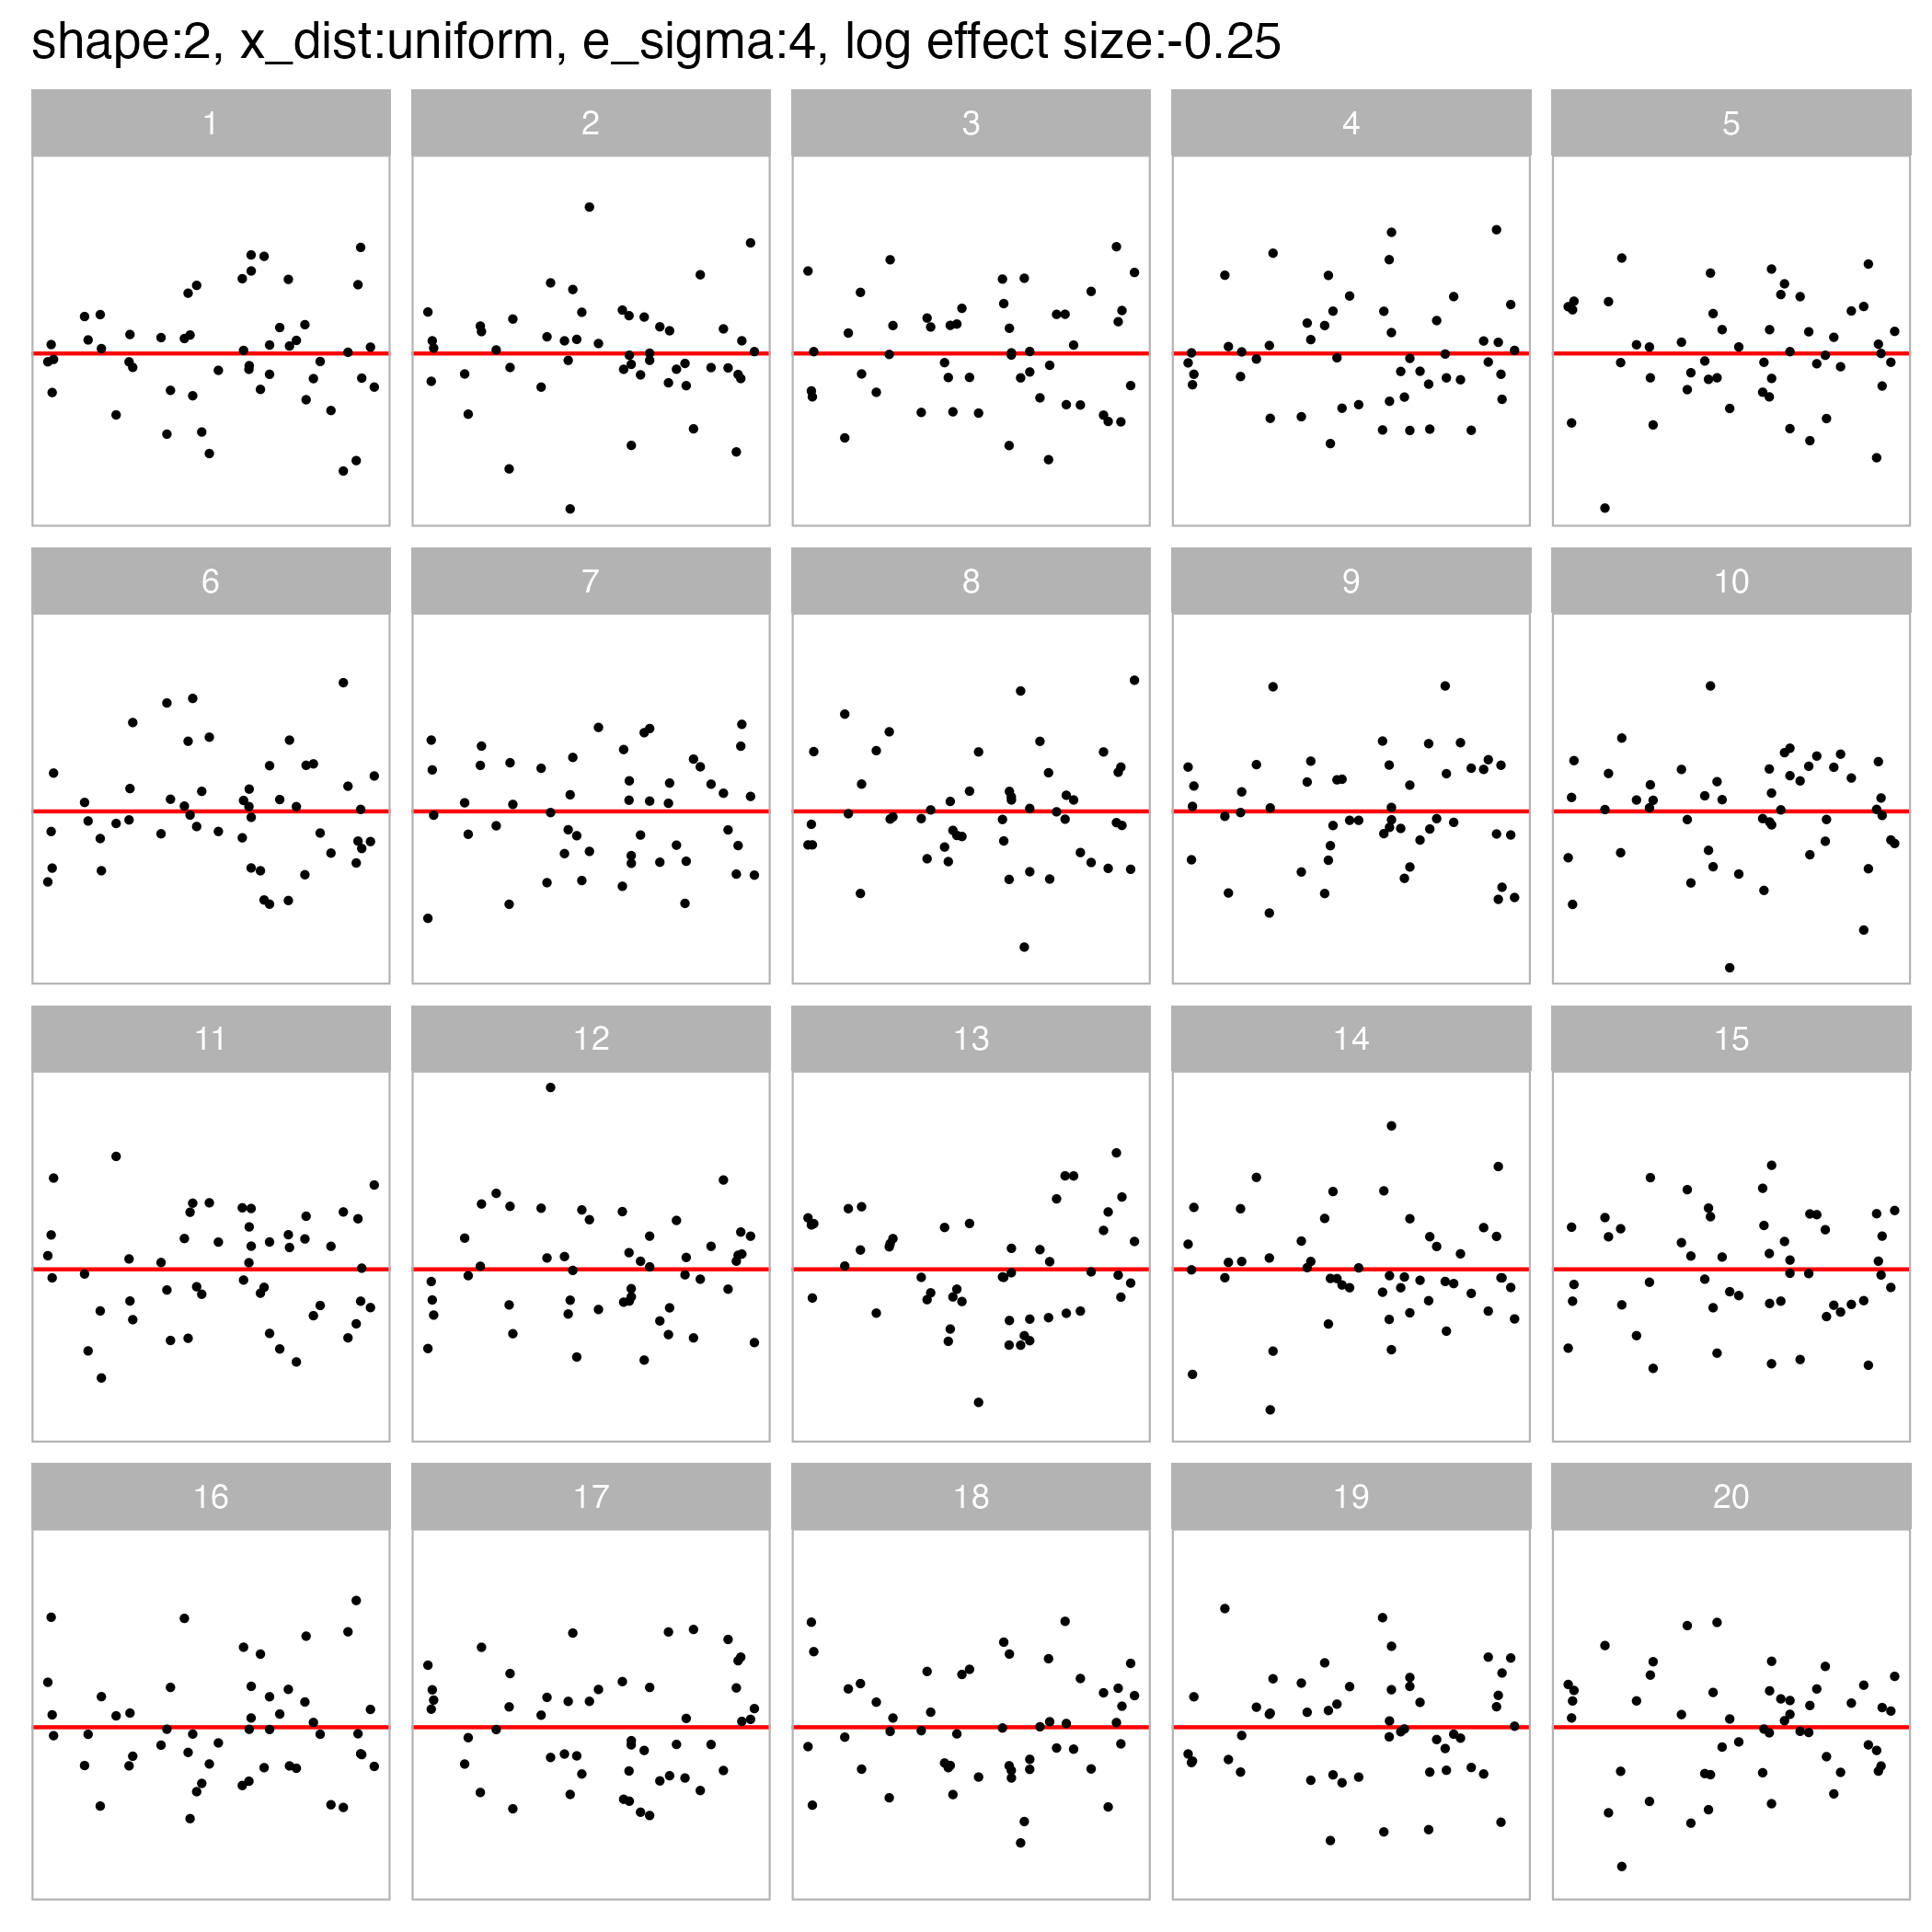 shape:2, x_dist:uniform, e_sigma:4, log effect size:-0.25
1 2 3 4 5
6 7 8 9 10
11 12 13 14 15
16 17 18 19 20